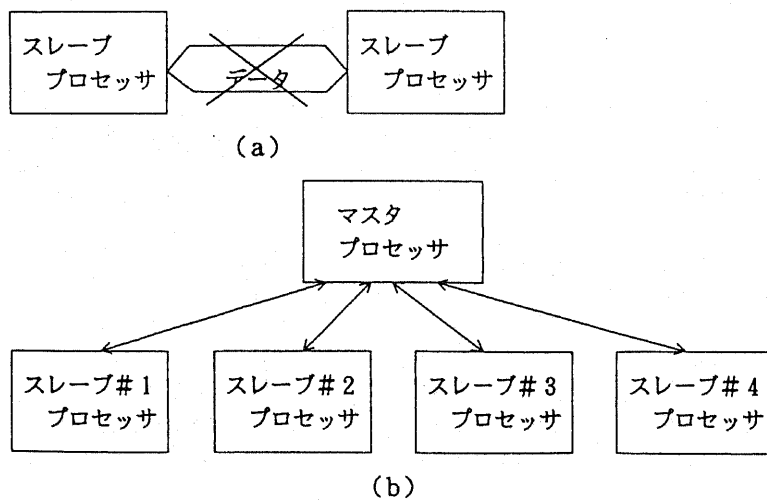 スレーブ
プロセッサ
データ
スレーブ
プロセッサ
(a)
マスタ
プロセッサ
スレーブ#1
プロセッサ
スレーブ#2
プロセッサ
スレーブ#3
プロセッサ
スレーブ#4
プロセッサ
(b)